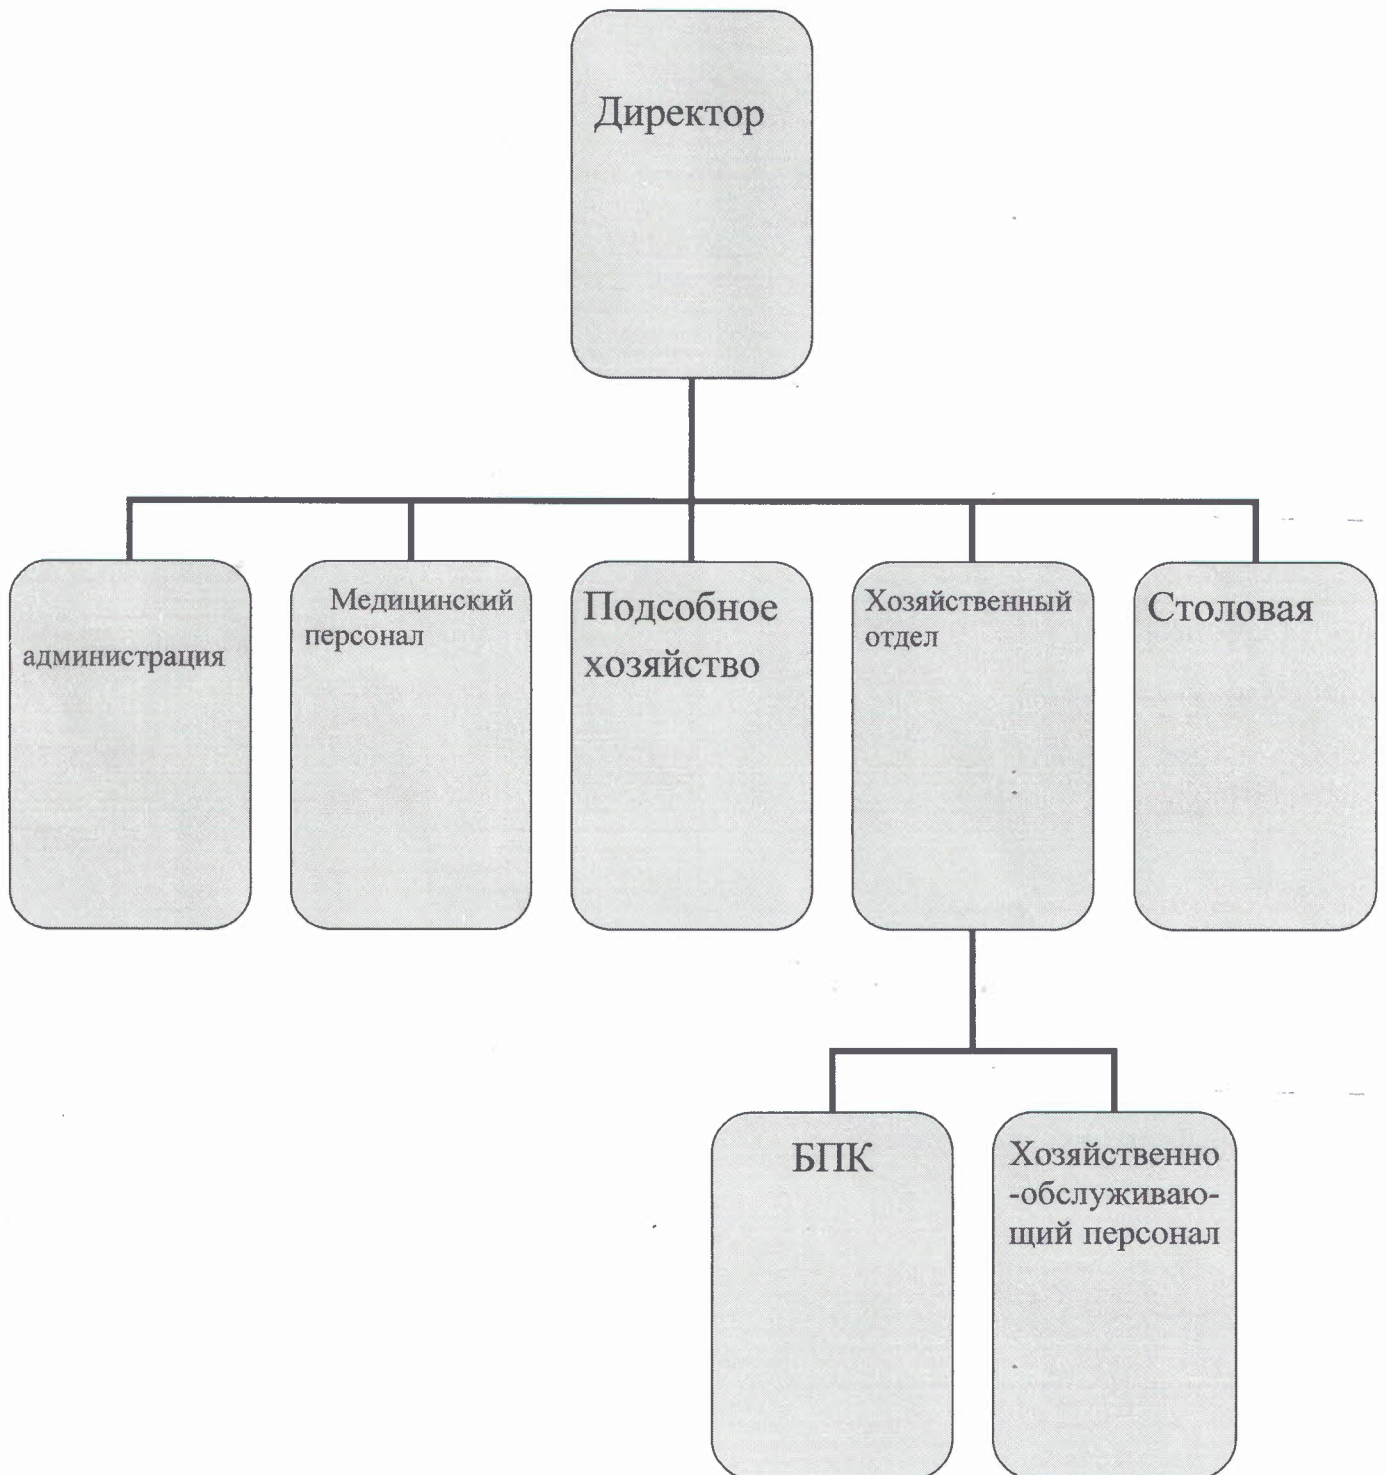 Директор
администрация
Медицинский
персонал
Подсобное
хозяйство
Хозяйственный
отдел
Столовая
БПК
Хозяйственно
-обслуживаю-
щий персонал